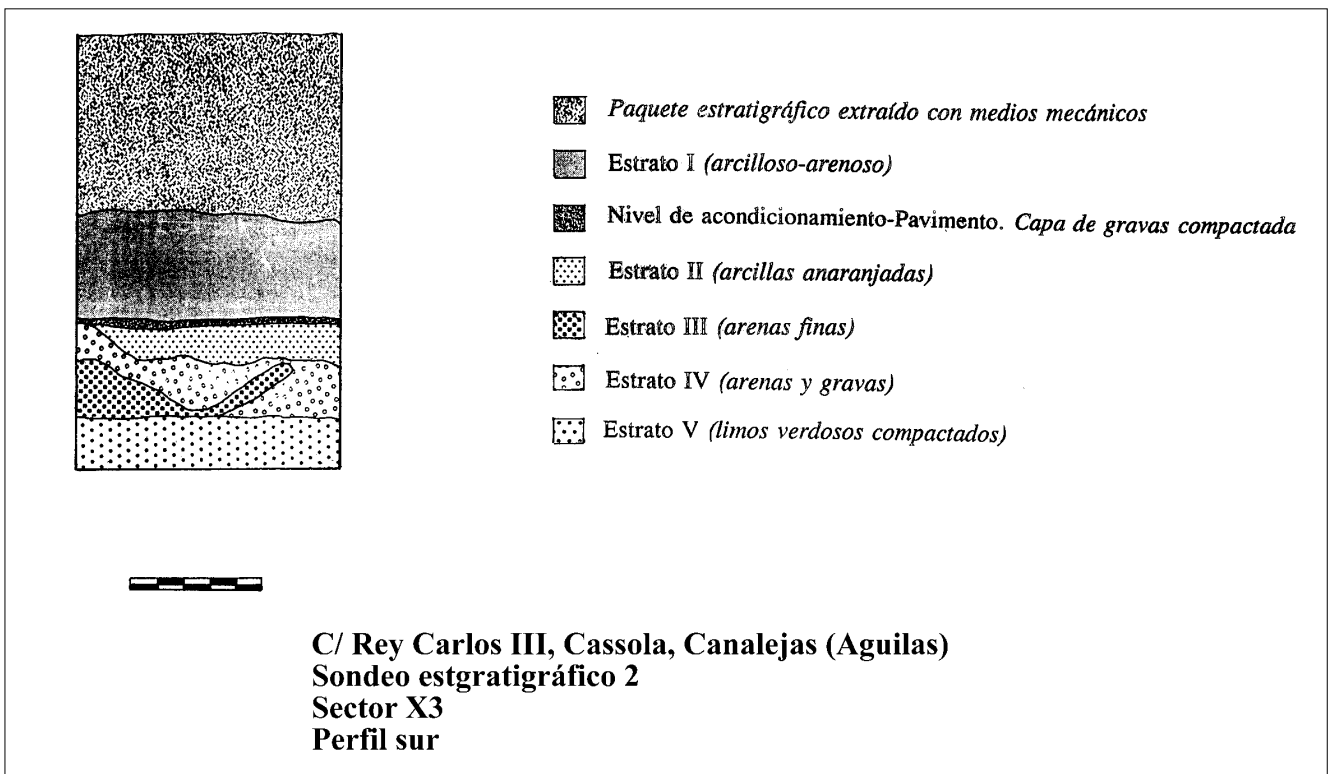 Paquete estratigráfico extraído con medios mecánicos
Estrato I (arcilloso-arenoso)
Nivel de acondicionamiento-Pavimento. Capa de gravas compactada
Estrato II (arcillas anaranjadas)
Estrato III (arenas finas)
Estrato IV (arenas y gravas)
Estrato V (limos verdosos compactados)
C/ Rey Carlos III, Cassola, Canalejas (Aguilas)
Sondeo estgratigráfico 2
Sector X3
Perfil sur